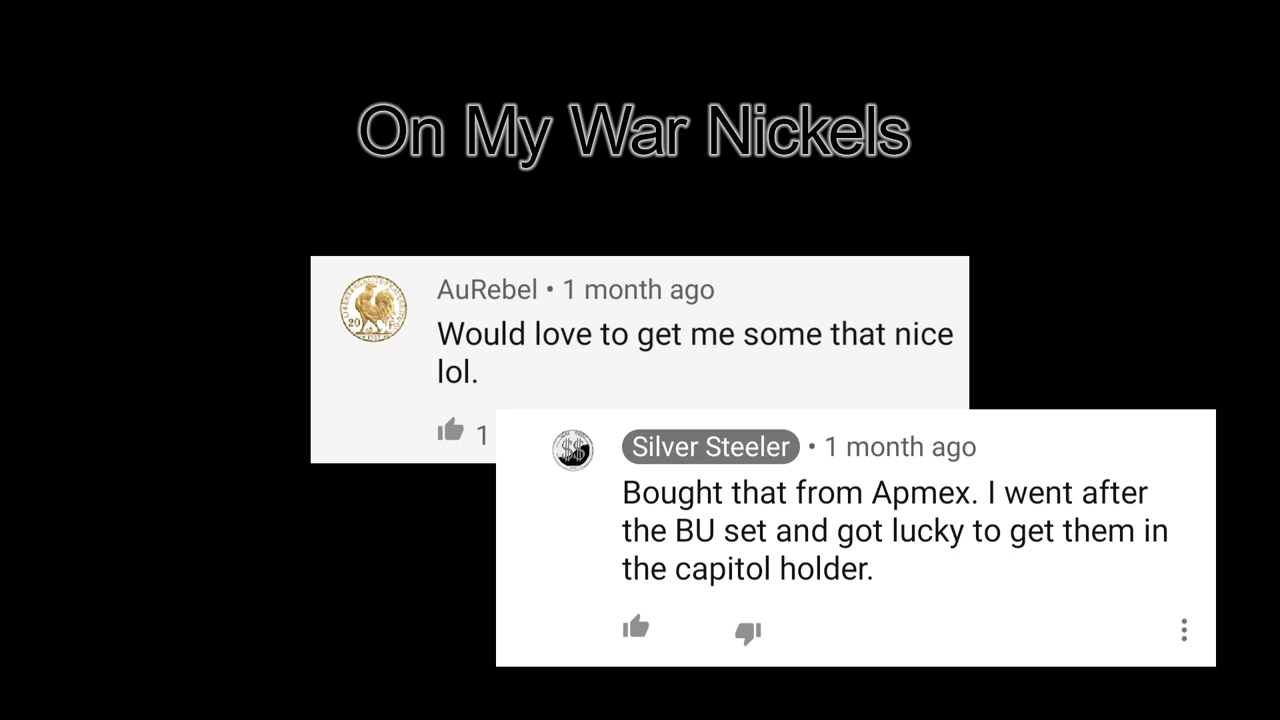 On My War Nickels
AuRebel • 1 month ago
Would love to get me some that nice
lol.
1
Silver Steeler • 1 month ago
Bought that from Apmex. I went after
the BU set and got lucky to get them in
the capitol holder.